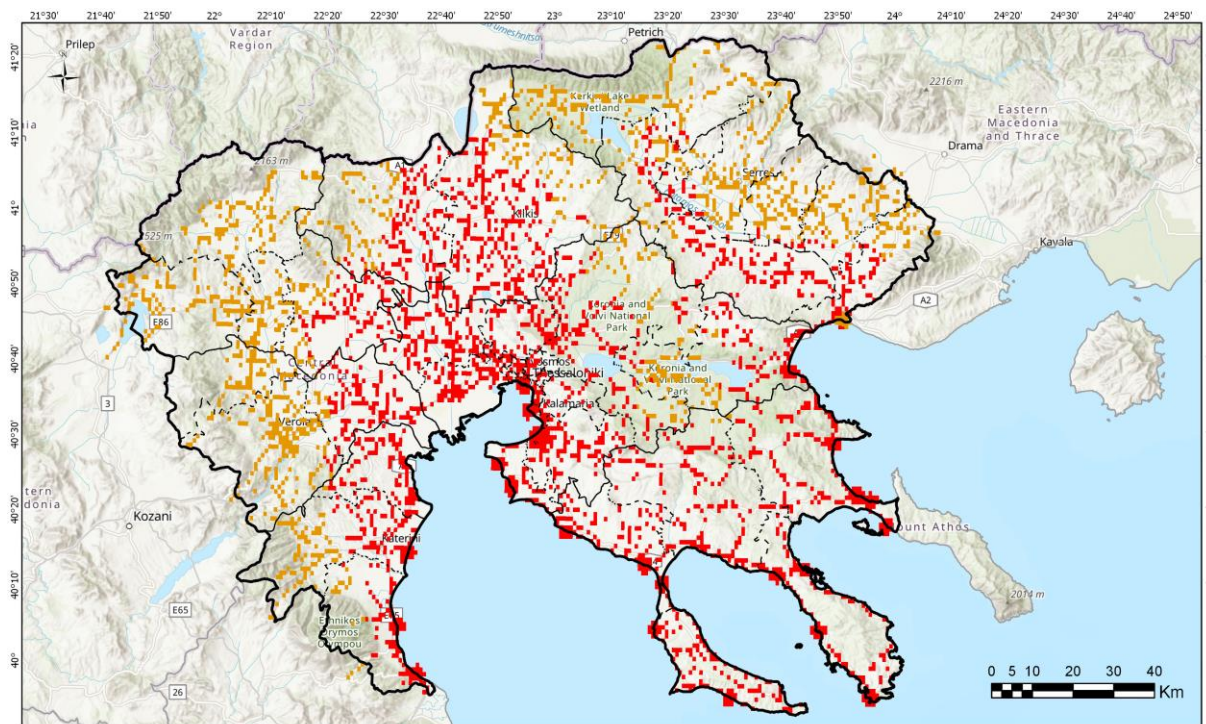 21°30' 21°40' 21°50' 22° 22°10' 22°20' 22°30' 22°40' 22°50' 23° 23°10' 23°20' 23°30' 23°40' 23°50' 24° 24°10' 24°20' 24°30' 24°40' 24°50'
41°20'
41°10'
41°
40°50'
40°40'
40°30'
40°20'
40°10'
40°
Prilep
Vardar
Region
Petrich
2163 m
2216 m
Wetland
Eastern
Macedonia
and Thrace
Drama
Serres
Kilkis
Kavala
A2
E86
Koronia and
National
Park
Thessaloniki
Koronia and
National
Park
3
Kalamaria
Veroia
Kozani
Katerini
Mount Athos
2014 m
E65
Ethnikos
Drymos
Olympou
26
0 5 10 20 30 40
Km